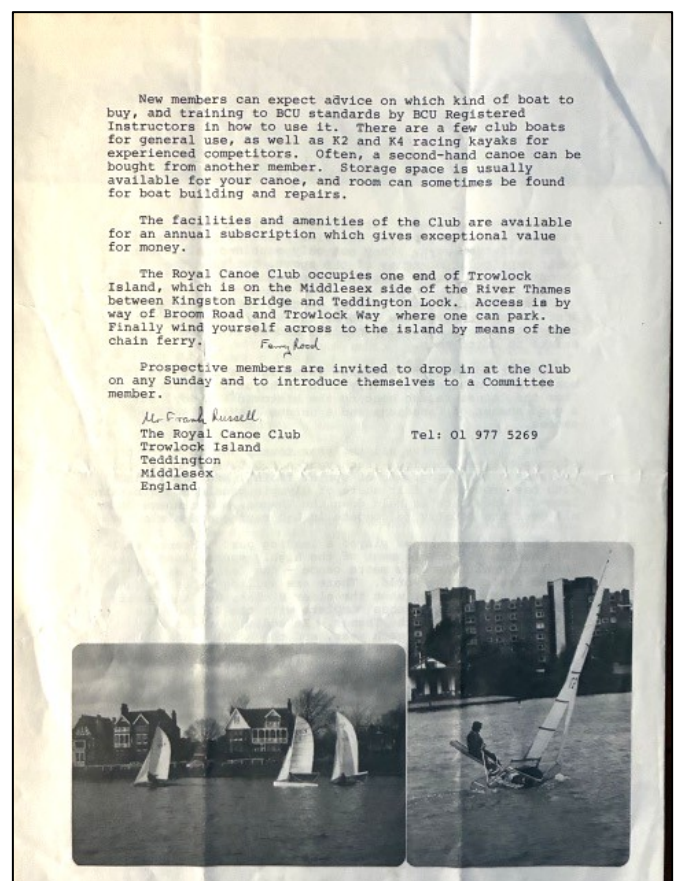 New members can expect advice on which kind of boat to
buy, and training to BCU standards by BCU Registered
Instructors in how to use it. There are a few club boats
for general use, as well as K2 and K4 racing kayaks for
experienced competitors. Often, a second-hand canoe can be
bought from another member. Storage space is usually
available for your canoe, and room can sometimes be found
for boat building and repairs.
The facilities and amenities of the Club are available
for an annual subscription which gives exceptional value
for money.
The Royal Canoe Club occupies one end of Trowlock
Island, which is on the Middlesex side of the River Thames
between Kingston Bridge and Teddington Lock. Access is by
way of Broom Road and Trowlock Way where one can park.
Finally wind yourself across to the island by means of the
chain ferry.
Ferry Road
Prospective members are invited to drop in at the Club
on any Sunday and to introduce themselves to a Committee
member.
Mr Frank Russell.
The Royal Canoe Club Tel: 01 977 5269
Trowlock Island
Teddington
Middlesex
England